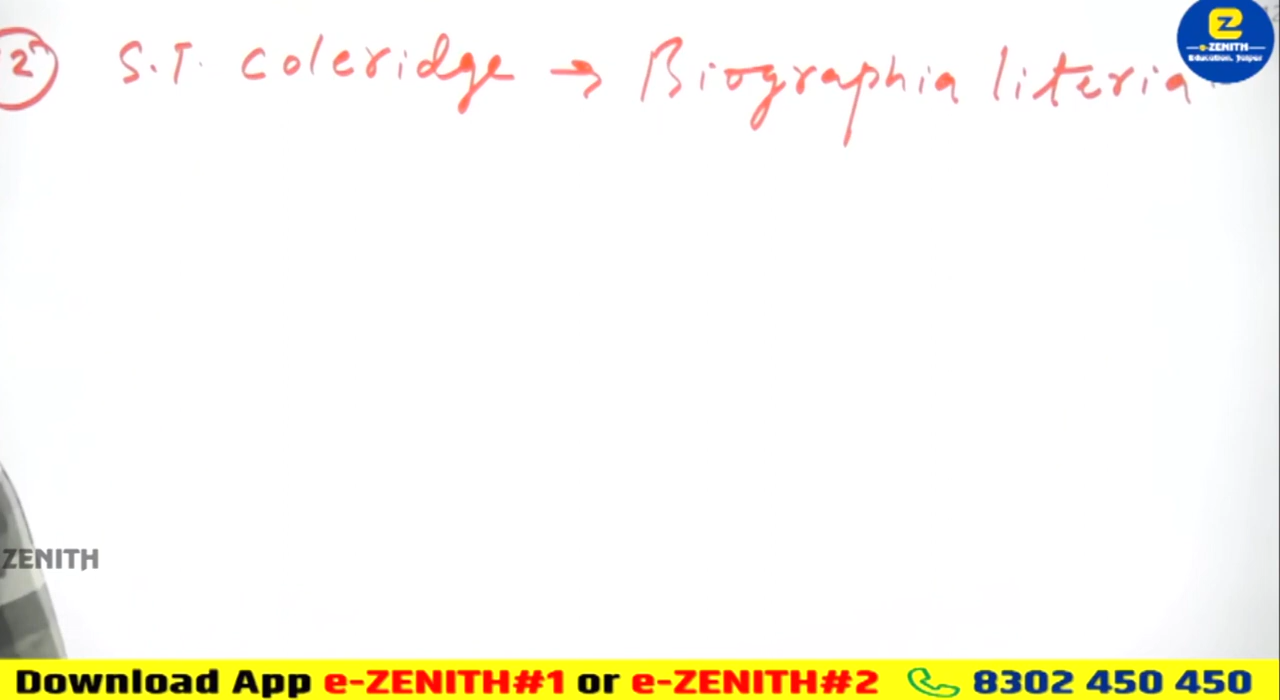 2 S.T. Coleridge → Biographia literia
Z
e-ZENITH
Education, Jaipur
ZENITH
Download App e-ZENITH#1 or e-ZENITH#2 8302 450 450